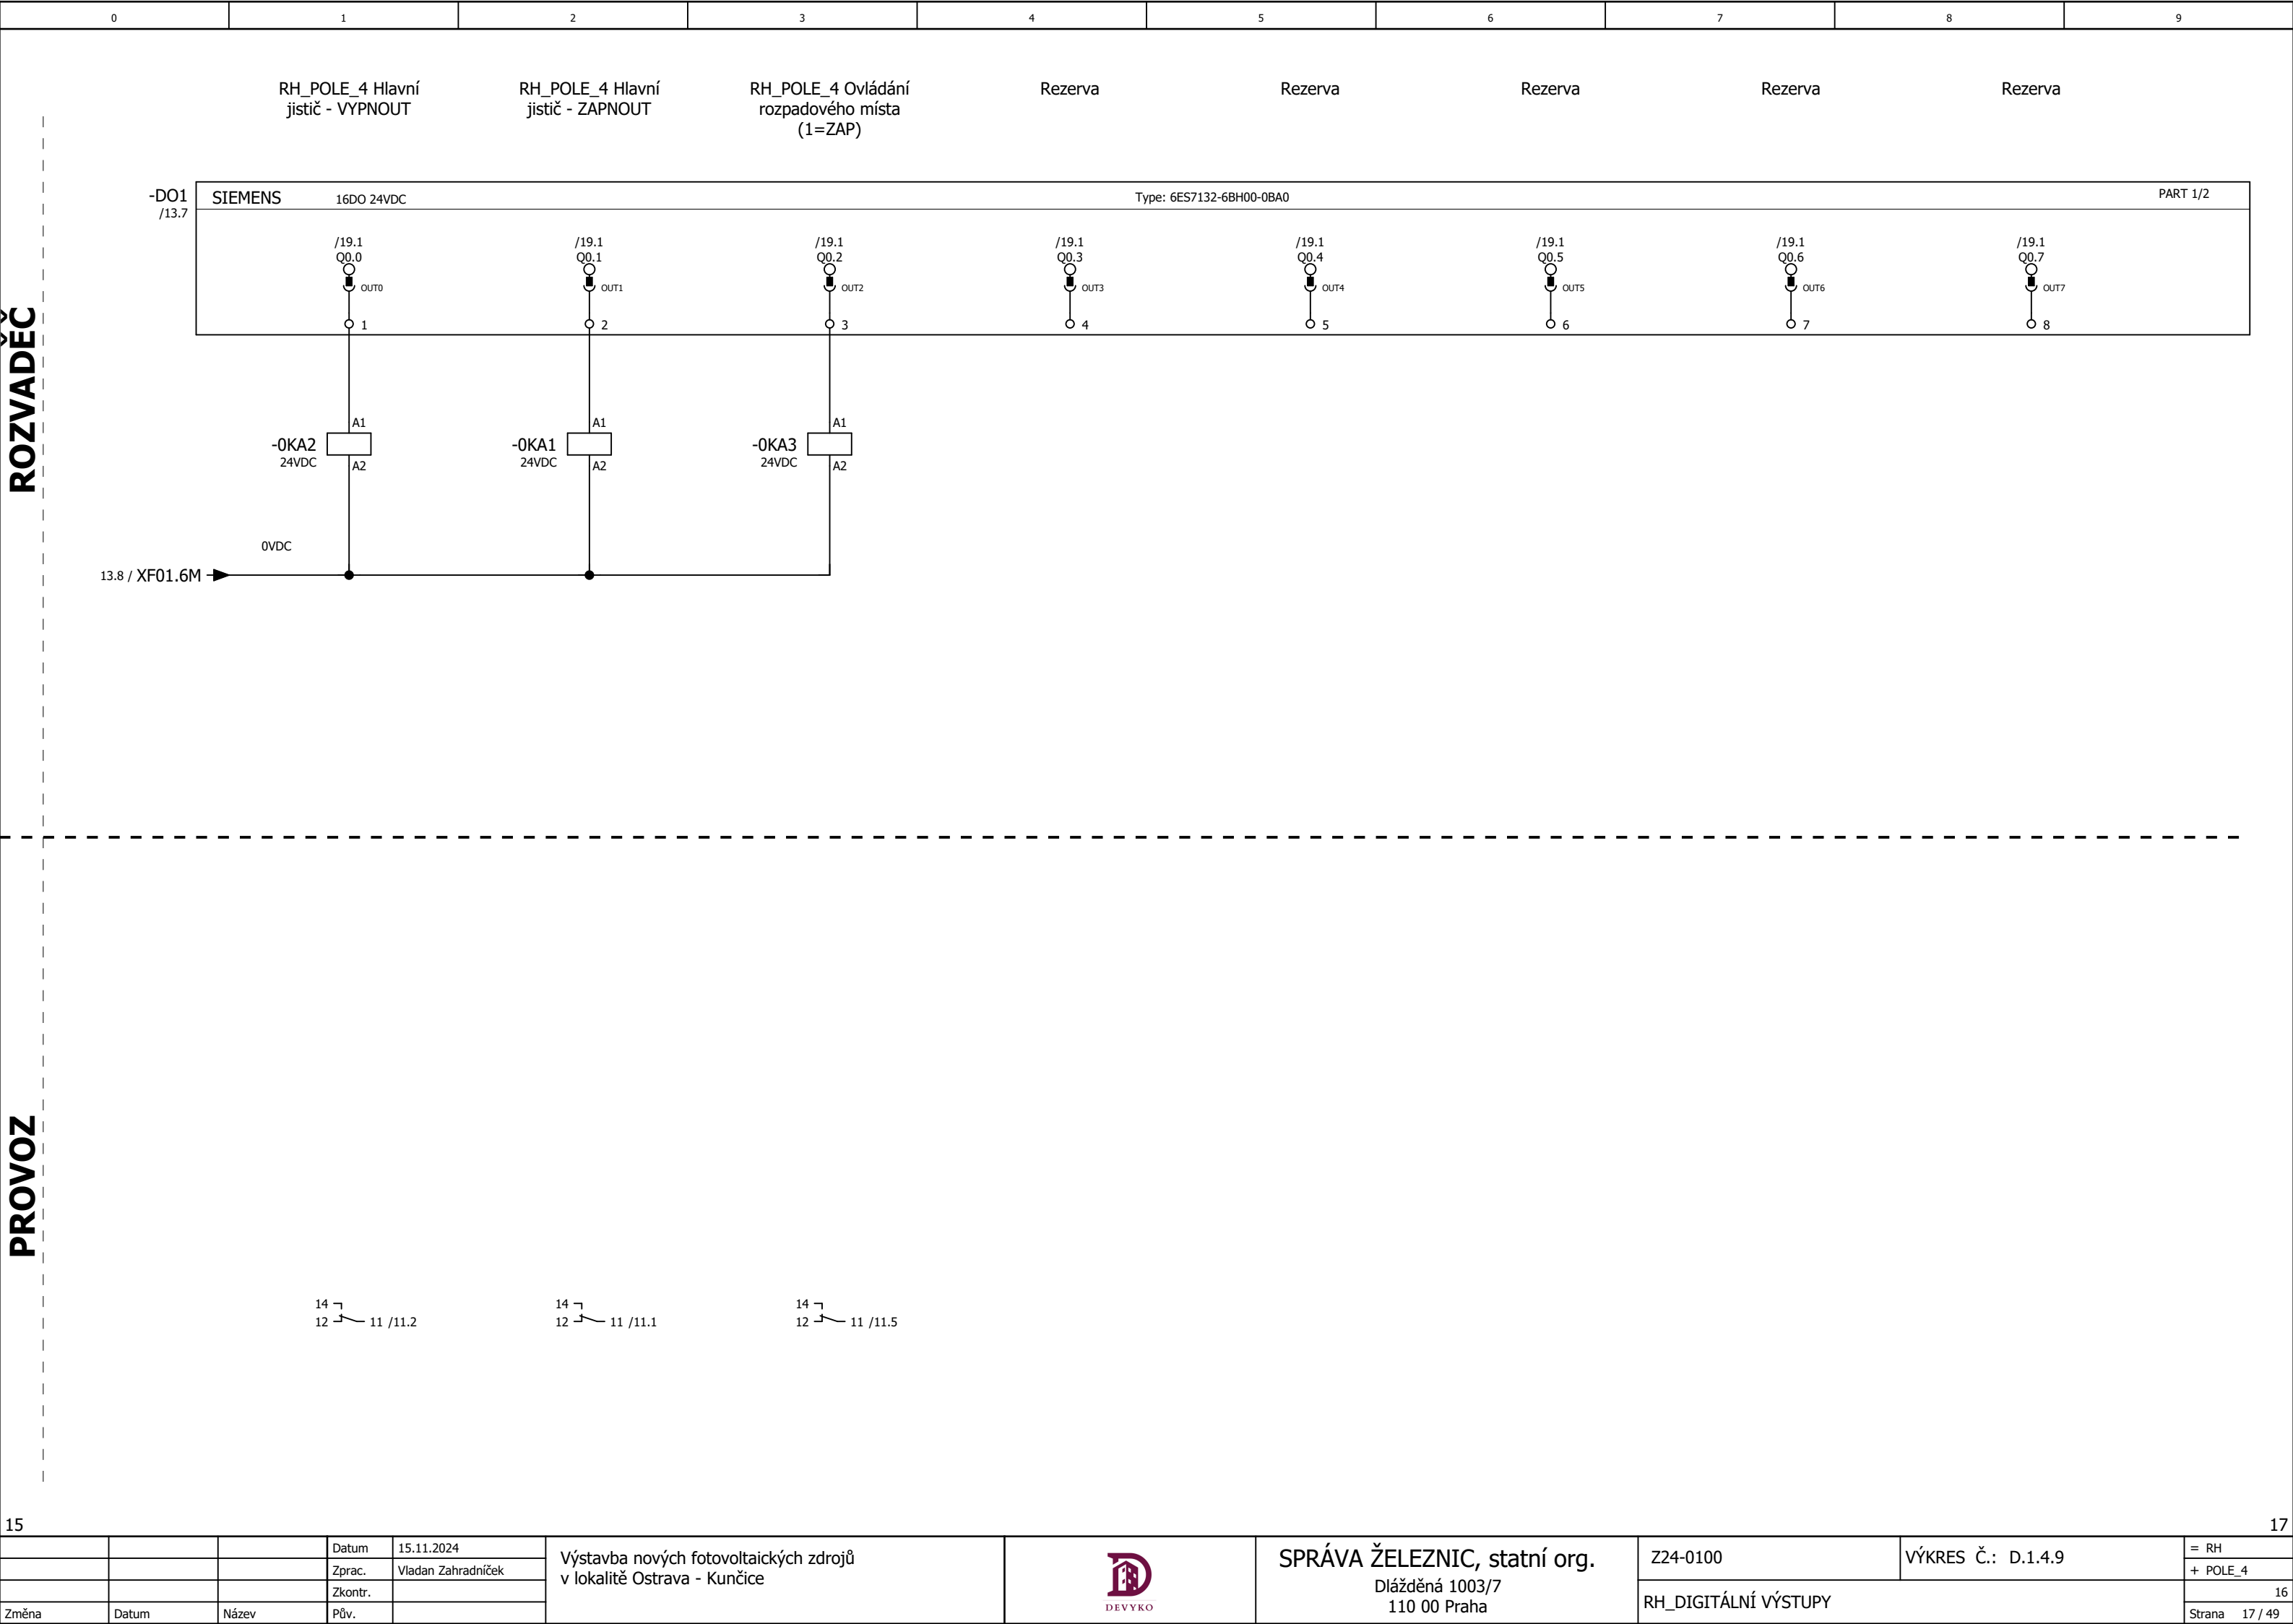 0 1 2 3 4 5 6 7 8 9
RH_POLE_4 Hlavní
jistič - VYPNOUT
RH_POLE_4 Hlavní
jistič - ZAPNOUT
RH_POLE_4 Ovládání
rozpadového místa
(1=ZAP)
Rezerva
Rezerva
Rezerva
Rezerva
Rezerva
-DO1
/13.7
SIEMENS 16DO 24VDC Type: 6ES7132-6BH00-0BA0 PART 1/2
/19.1 /19.1 /19.1 /19.1 /19.1 /19.1 /19.1 /19.1
Q0.0 Q0.1 Q0.2 Q0.3 Q0.4 Q0.5 Q0.6 Q0.7
OUT0 OUT1 OUT2 OUT3 OUT4 OUT5 OUT6 OUT7
1 2 3 4 5 6 7 8
ROZVADĚČ
A1 A1 A1
-0KA2 -0KA1 -0KA3
24VDC 24VDC 24VDC
A2 A2 A2
0VDC
13.8 / XF01.6M
PROVOZ
14 14 14
12 11 /11.2 12 11 /11.1 12 11 /11.5
15 17
Datum 15.11.2024
Zprac. Vladan Zahradníček
Zkontr.
Změna Datum Název Pův.
Výstavba nových fotovoltaických zdrojů
v lokalitě Ostrava - Kunčice
DEVYKO
SPRÁVA ŽELEZNIC, statní org.
Dlážděná 1003/7
110 00 Praha
Z24-0100
VÝKRES Č.: D.1.4.9
RH_DIGITÁLNÍ VÝSTUPY
= RH
+ POLE_4
16
Strana 17 / 49